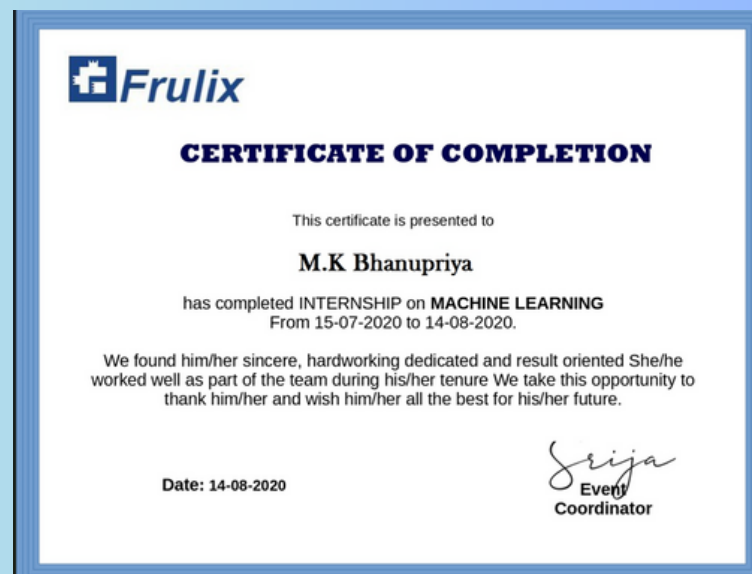 Frulix
CERTIFICATE OF COMPLETION
This certificate is presented to
M.K Bhanupriya
has completed INTERNSHIP on MACHINE LEARNING
From 15-07-2020 to 14-08-2020.
We found him/her sincere, hardworking dedicated and result oriented She/he
worked well as part of the team during his/her tenure We take this opportunity to
thank him/her and wish him/her all the best for his/her future.
Srija
Date: 14-08-2020
Event
Coordinator